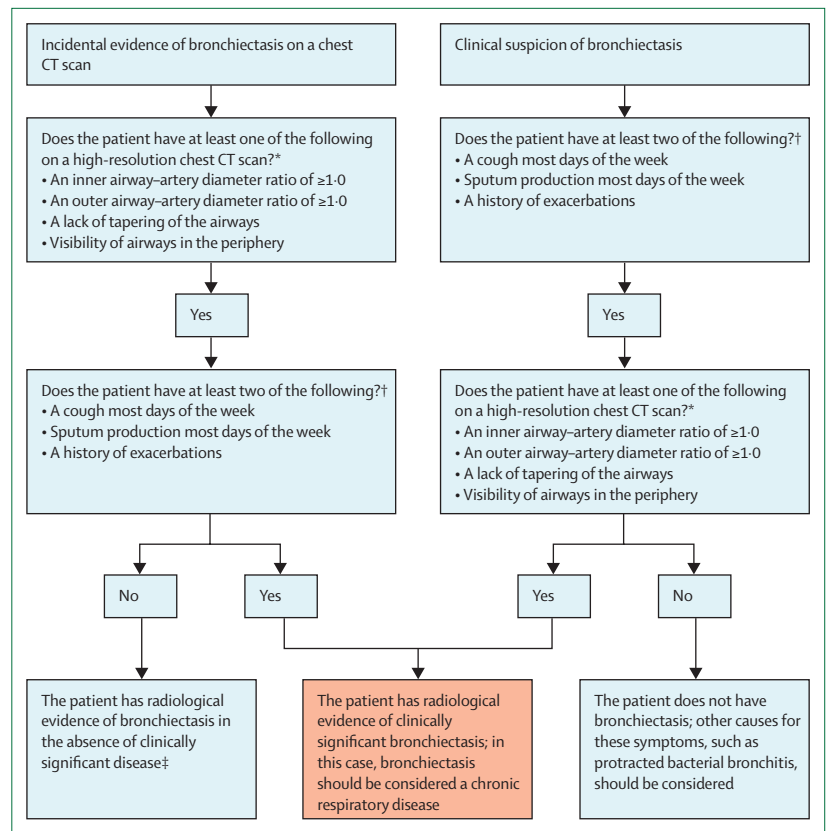 Incidental evidence of bronchiectasis on a chest
CT scan
Clinical suspicion of bronchiectasis
Does the patient have at least one of the following
on a high-resolution chest CT scan?*
• An inner airway–artery diameter ratio of ≥1·0
• An outer airway–artery diameter ratio of ≥1·0
• A lack of tapering of the airways
• Visibility of airways in the periphery
Does the patient have at least two of the following?†
• A cough most days of the week
• Sputum production most days of the week
• A history of exacerbations
Yes
Yes
Does the patient have at least two of the following?†
• A cough most days of the week
• Sputum production most days of the week
• A history of exacerbations
Does the patient have at least one of the following
on a high-resolution chest CT scan?*
• An inner airway–artery diameter ratio of ≥1·0
• An outer airway–artery diameter ratio of ≥1·0
• A lack of tapering of the airways
• Visibility of airways in the periphery
No
Yes
Yes
No
The patient has radiological
evidence of bronchiectasis in
the absence of clinically
significant disease‡
The patient has radiological
evidence of clinically
significant bronchiectasis; in
this case, bronchiectasis
should be considered a chronic
respiratory disease
The patient does not have
bronchiectasis; other causes for
these symptoms, such as
protracted bacterial bronchitis,
should be considered